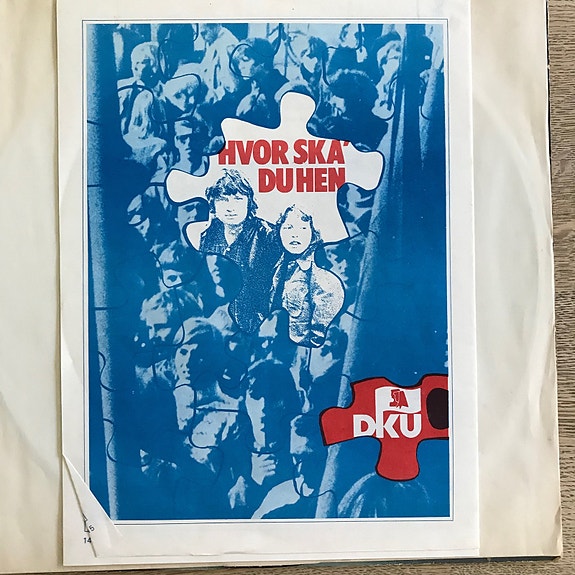 HVOR SKA'
DU HEN
DKU
14